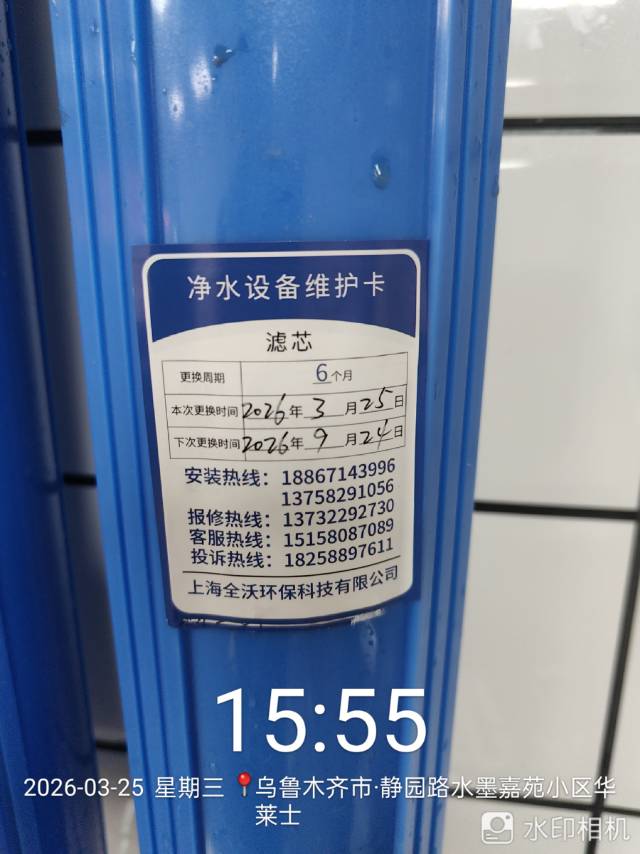 净水设备维护卡
滤芯
更换周期 6个月
本次更换时间 2026年 3 月 25日
下次更换时间 2026年 9 月 24日
安装热线：18867143996
13758291056
报修热线：13732292730
客服热线：15158087089
投诉热线：18258897611
上海全沃环保科技有限公司
15:55
2026-03-25 星期三 乌鲁木齐市·静园路水墨嘉苑小区华
莱士
水印相机